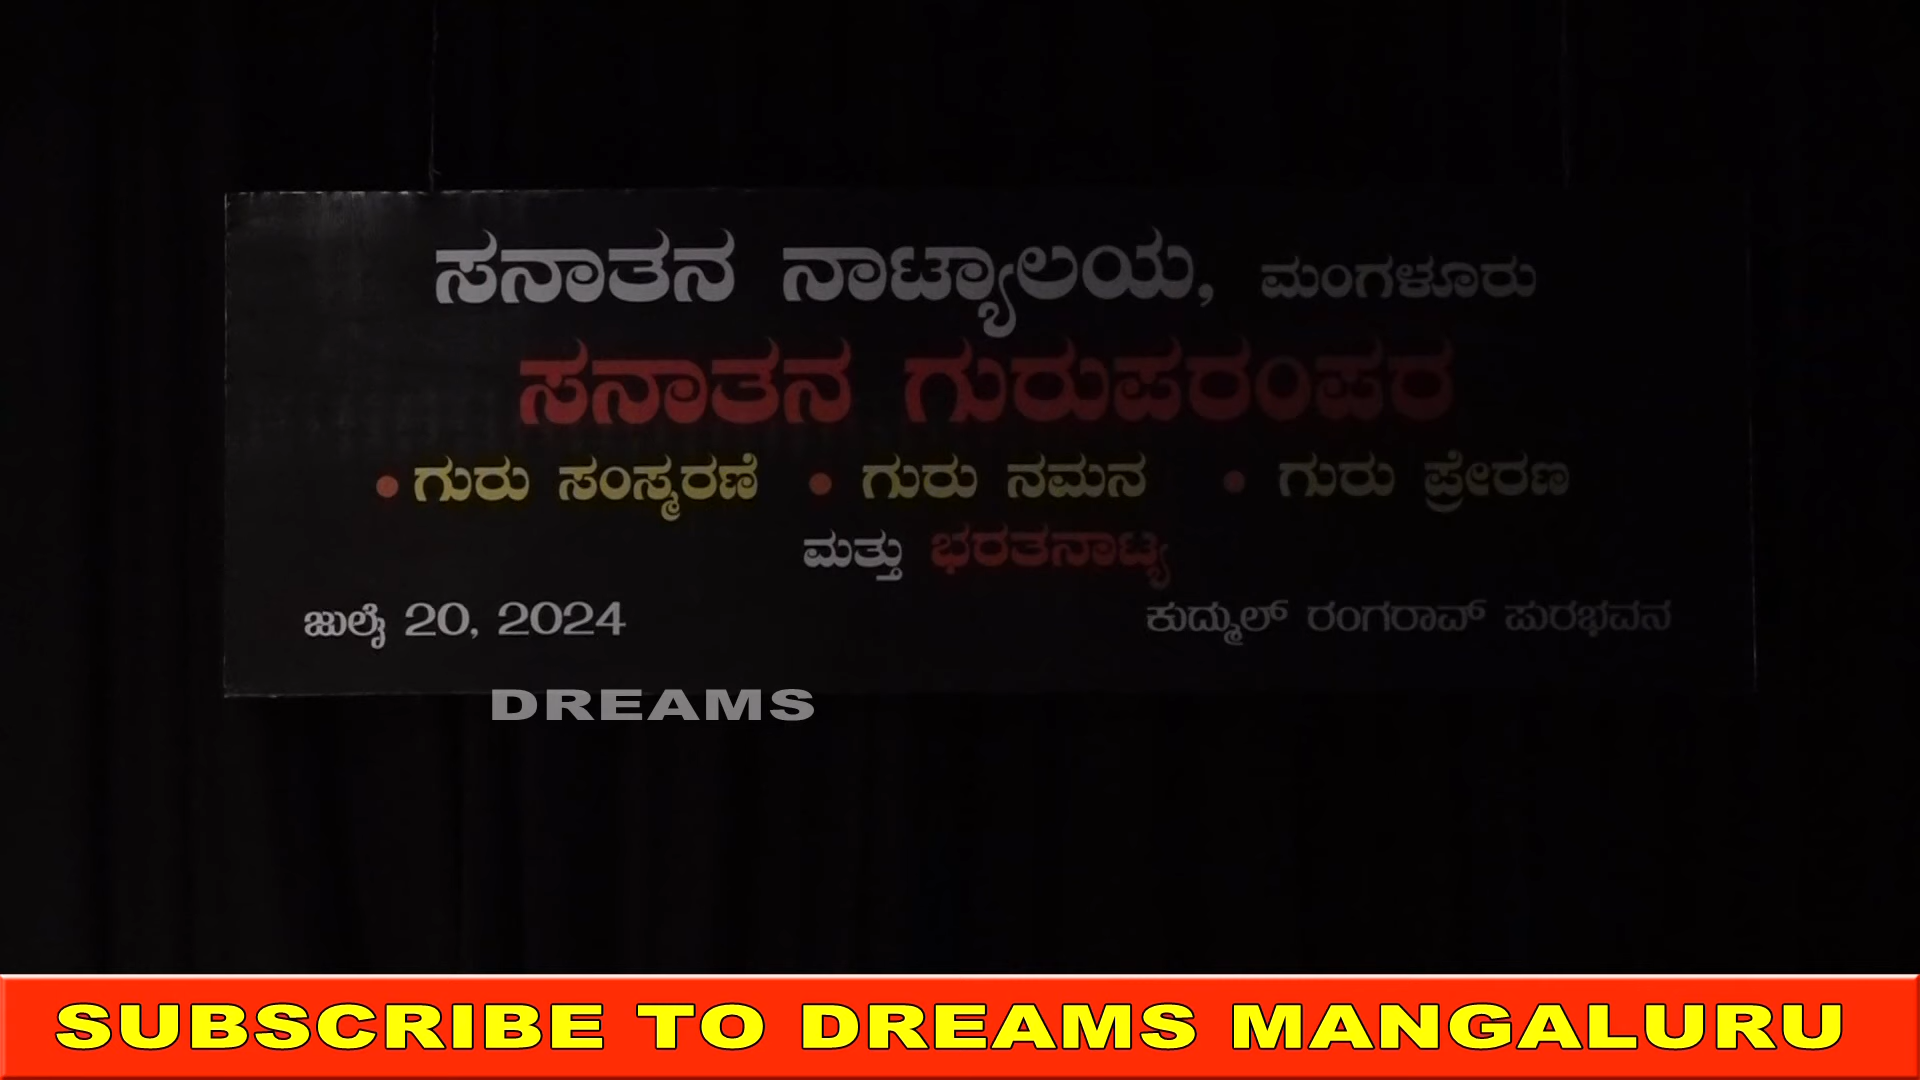 ಸನಾತನ ನಾಟ್ಯಾಲಯ, ಮಂಗಳೂರು
ಸನಾತನ ಗುರುಪರಂಪರ
• ಗುರು ಸಂಸ್ಮರಣೆ • ಗುರು ನಮನ • ಗುರು ಪ್ರೇರಣ
ಮತ್ತು ಭರತನಾಟ್ಯ
ಜುಲೈ 20, 2024 ಕುದ್ಮುಲ್ ರಂಗರಾವ್ ಪುರಭವನ
DREAMS
SUBSCRIBE TO DREAMS MANGALURU